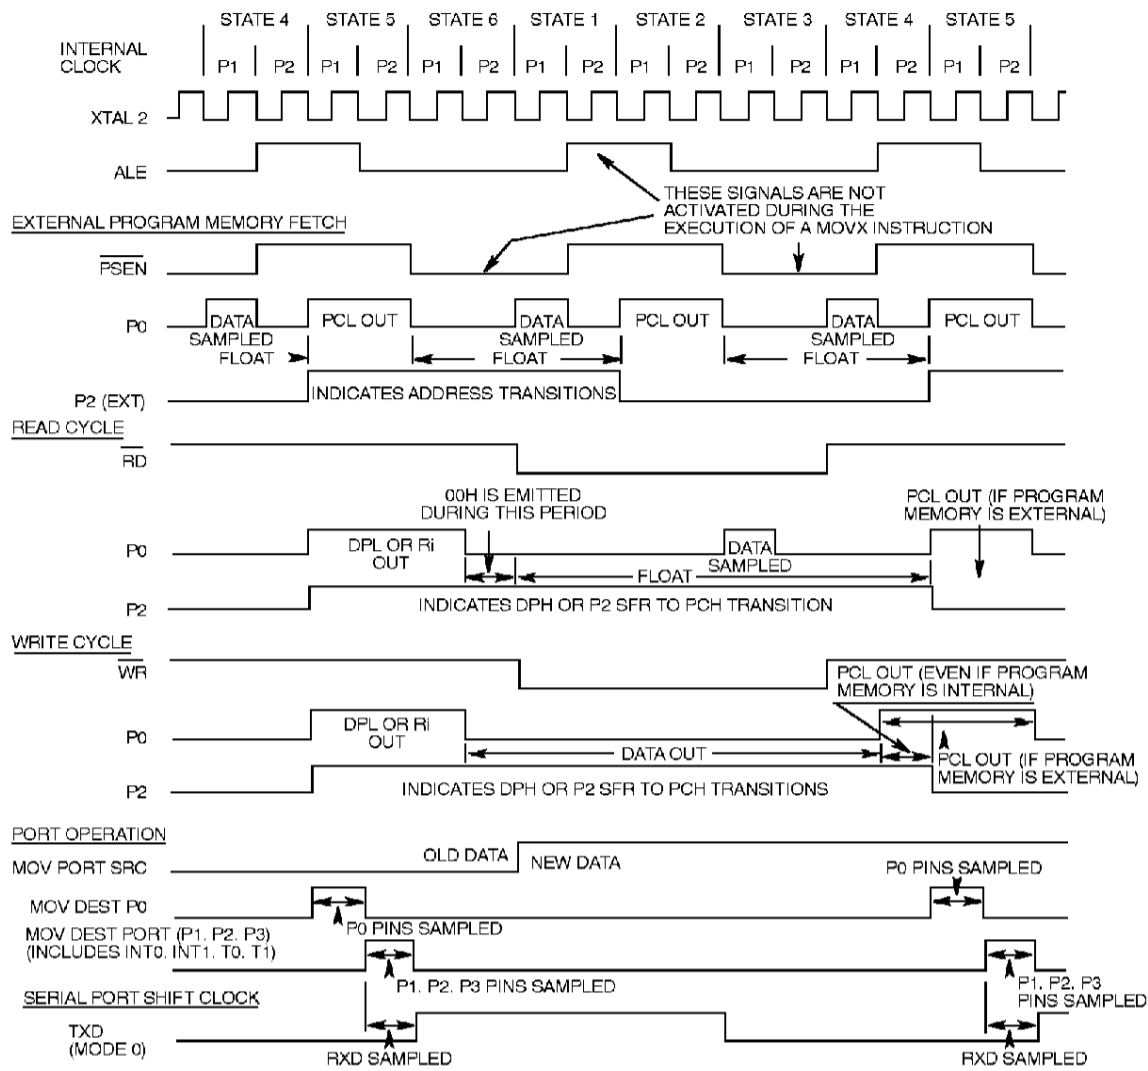 STATE 4 STATE 5 STATE 6 STATE 1 STATE 2 STATE 3 STATE 4 STATE 5
INTERNAL
CLOCK
P1 P2 P1 P2 P1 P2 P1 P2 P1 P2 P1 P2 P1 P2 P1 P2
XTAL 2
ALE
THESE SIGNALS ARE NOT
ACTIVATED DURING THE
EXECUTION OF A MOVX INSTRUCTION
EXTERNAL PROGRAM MEMORY FETCH
PSEN
P0
DATA PCL OUT DATA PCL OUT DATA PCL OUT
SAMPLED SAMPLED SAMPLED
FLOAT FLOAT FLOAT
P2 (EXT)
INDICATES ADDRESS TRANSITIONS
READ CYCLE
RD
00H IS EMITTED
DURING THIS PERIOD
PCL OUT (IF PROGRAM
MEMORY IS EXTERNAL)
P0
DPL OR Ri
OUT
DATA
SAMPLED
FLOAT
P2
INDICATES DPH OR P2 SFR TO PCH TRANSITION
WRITE CYCLE
WR
PCL OUT (EVEN IF PROGRAM
MEMORY IS INTERNAL)
P0
DPL OR Ri
OUT
DATA OUT
PCL OUT (IF PROGRAM
MEMORY IS EXTERNAL)
P2
INDICATES DPH OR P2 SFR TO PCH TRANSITIONS
PORT OPERATION
MOV PORT SRC
OLD DATA NEW DATA
P0 PINS SAMPLED
MOV DEST P0
P0 PINS SAMPLED
MOV DEST PORT (P1. P2. P3)
(INCLUDES INT0. INT1. T0. T1)
P1. P2. P3 PINS SAMPLED
P1. P2. P3
PINS SAMPLED
SERIAL PORT SHIFT CLOCK
TXD
(MODE 0)
RXD SAMPLED RXD SAMPLED